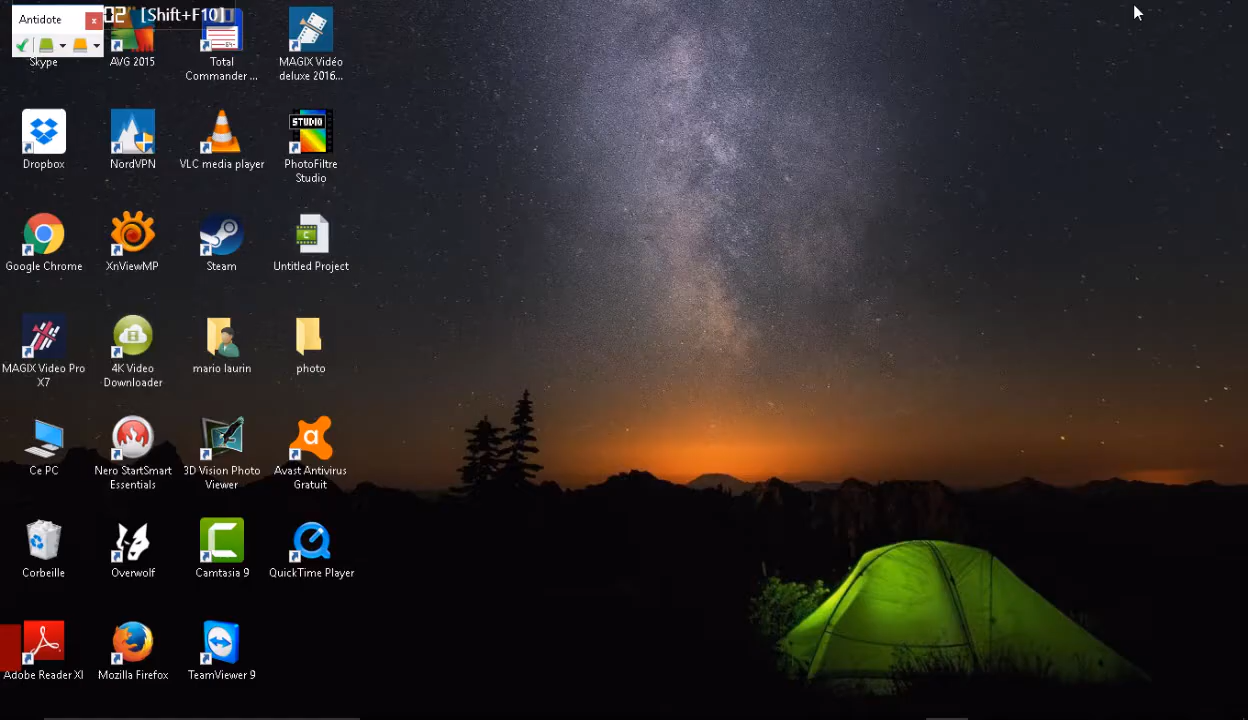 Antidote
x
02 [Shift+F10]
Skype
AVG 2015
Total
Commander ...
MAGIX Vidéo
deluxe 2016...
Dropbox
NordVPN
VLC media player
STUDIO
PhotoFiltre
Studio
Google Chrome
XnViewMP
Steam
Untitled Project
MAGIX Video Pro
X7
4K Video
Downloader
mario laurin
photo
Ce PC
Nero StartSmart
Essentials
3D Vision Photo
Viewer
Avast Antivirus
Gratuit
Corbeille
Overwolf
Camtasia 9
QuickTime Player
Adobe Reader XI
Mozilla Firefox
TeamViewer 9